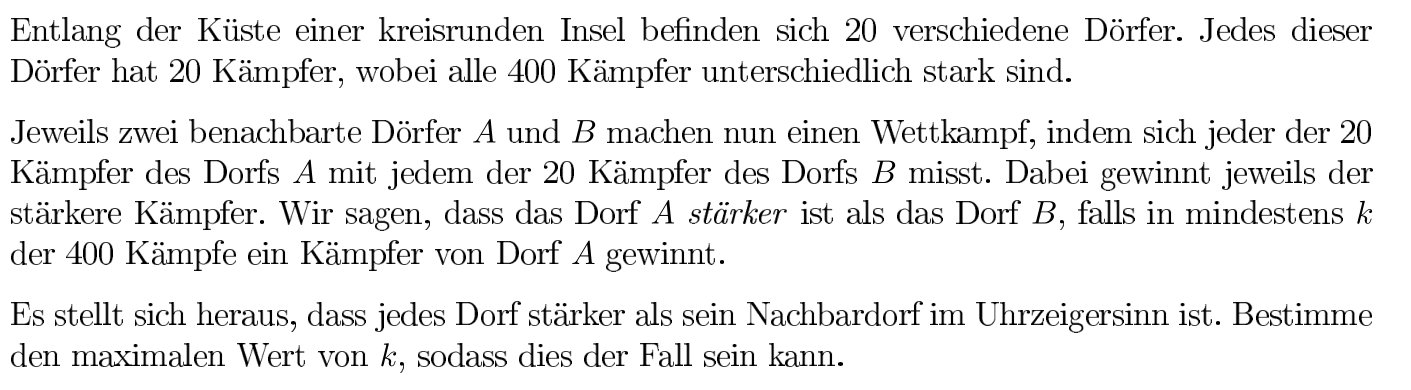 Entlang der Küste einer kreisrunden Insel befinden sich 20 verschiedene Dörfer. Jedes dieser
Dörfer hat 20 Kämpfer, wobei alle 400 Kämpfer unterschiedlich stark sind.
Jeweils zwei benachbarte Dörfer A und B machen nun einen Wettkampf, indem sich jeder der 20
Kämpfer des Dorfs A mit jedem der 20 Kämpfer des Dorfs B misst. Dabei gewinnt jeweils der
stärkere Kämpfer. Wir sagen, dass das Dorf A stärker ist als das Dorf B, falls in mindestens k
der 400 Kämpfe ein Kämpfer von Dorf A gewinnt.
Es stellt sich heraus, dass jedes Dorf stärker als sein Nachbardorf im Uhrzeigersinn ist. Bestimme
den maximalen Wert von k, sodass dies der Fall sein kann.